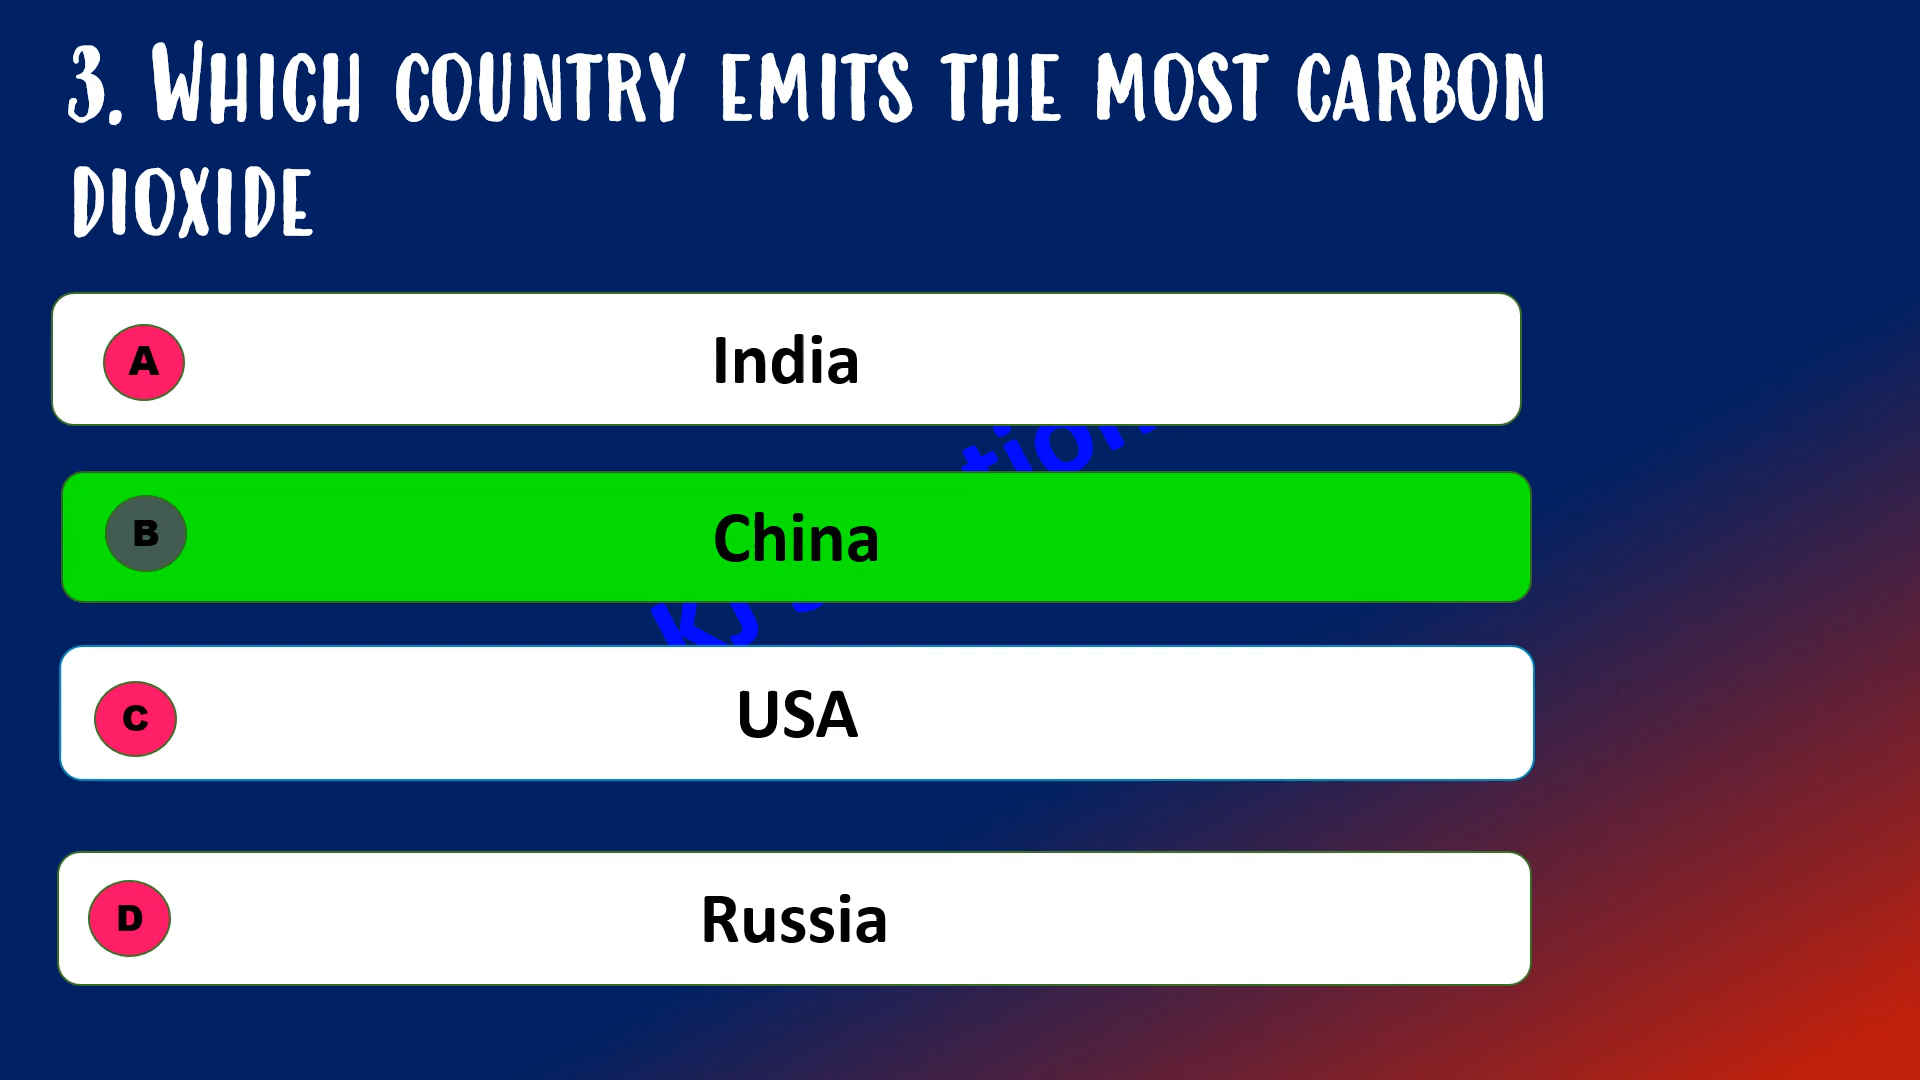 3. WHICH COUNTRY EMITS THE MOST CARBON
DIOXIDE
A India
B China
C USA
D Russia